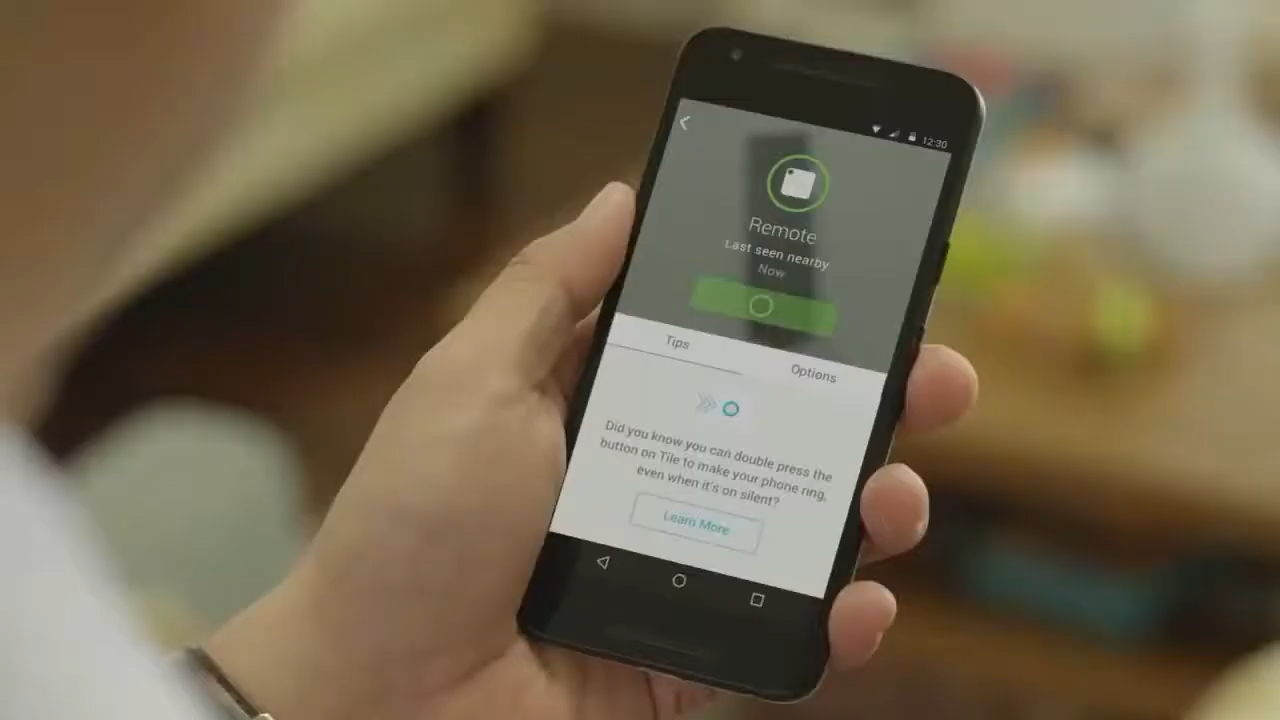 12:30
Remote
Last seen nearby
Now
Tips
Options
Did you know you can double press the
button on Tile to make your phone ring,
even when it's on silent?
Learn More